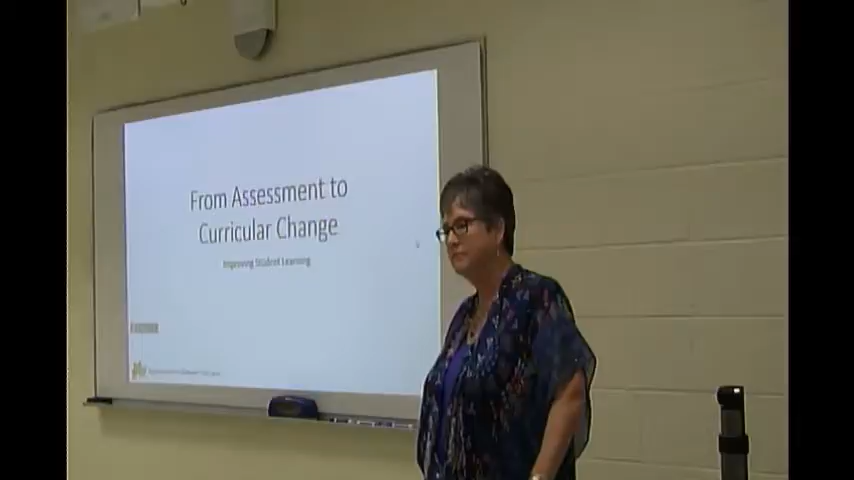 From Assessment to
Curricular Change
Improving Student Learning